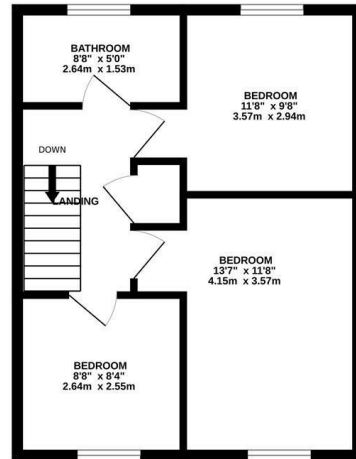 BATHROOM
8'8" x 5'0"
2.64m x 1.53m
BEDROOM
11'8" x 9'8"
3.57m x 2.94m
DOWN
LANDING
BEDROOM
13'7" x 11'8"
4.15m x 3.57m
BEDROOM
8'8" x 8'4"
2.64m x 2.55m